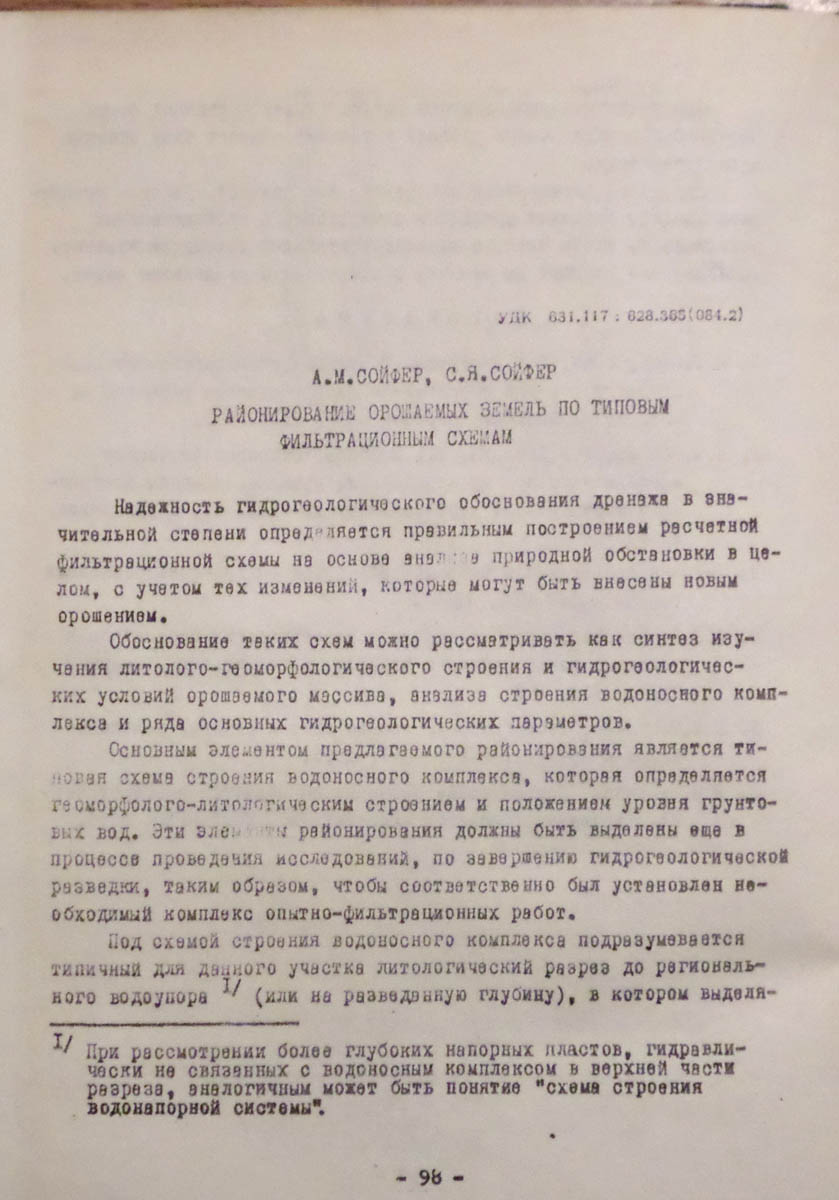 УДК 631.117 : 628.365(084.2)
А.М.СОЙФЕР, С.Я.СОЙФЕР
РАЙОНИРОВАНИЕ ОРОШАЕМЫХ ЗЕМЕЛЬ ПО ТИПОВЫМ
ФИЛЬТРАЦИОННЫМ СХЕМАМ
Надежность гидрогеологического обоснования дренажа в зна-
чительной степени определяется правильным построением расчетной
фильтрационной схемы на основе анализа природной обстановки в це-
лом, с учетом тех изменений, которые могут быть внесены новым
орошением.
Обоснование таких схем можно рассматривать как синтез изу-
чения литолого-геоморфологического строения и гидрогеологичес-
ких условий орошаемого массива, анализа строения водоносного комп-
лекса и ряда основных гидрогеологических параметров.
Основным элементом предлагаемого районирования является ти-
повая схема строения водоносного комплекса, которая определяется
геоморфолого-литологическим строением и положением уровня грунто-
вых вод. Эти элементы районирования должны быть выделены еще в
процессе проведения исследований, по завершению гидрогеологической
разведки, таким образом, чтобы соответственно был установлен не-
обходимый комплекс опытно-фильтрационных работ.
Под схемой строения водоносного комплекса подразумевается
типичный для данного участка литологический разрез до региональ-
ного водоупора I/ (или на разведанную глубину), в котором выделя-
I/ При рассмотрении более глубоких напорных пластов, гидравли-
чески не связанных с водоносным комплексом в верхней части
разреза, аналогичным может быть понятие "схема строения
водонапорной системы".
- 98 -